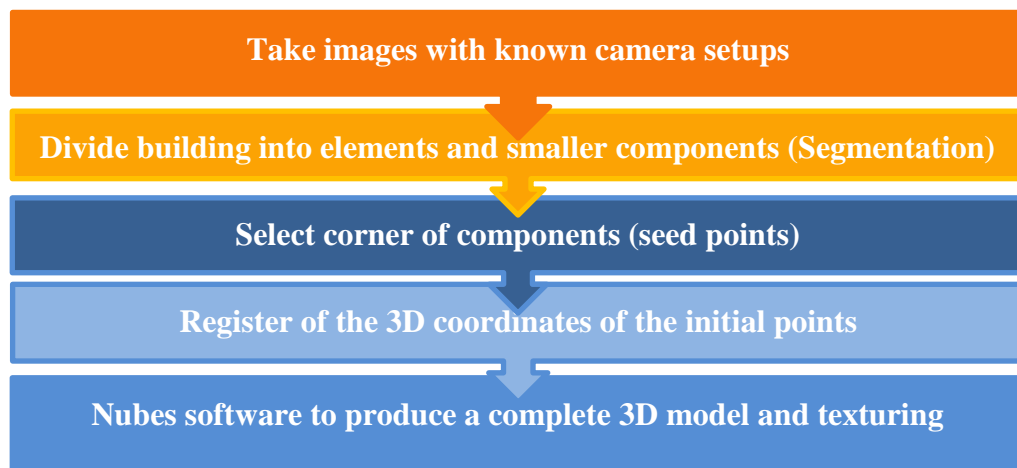 Take images with known camera setups
Divide building into elements and smaller components (Segmentation)
Select corner of components (seed points)
Register of the 3D coordinates of the initial points
Nubes software to produce a complete 3D model and texturing